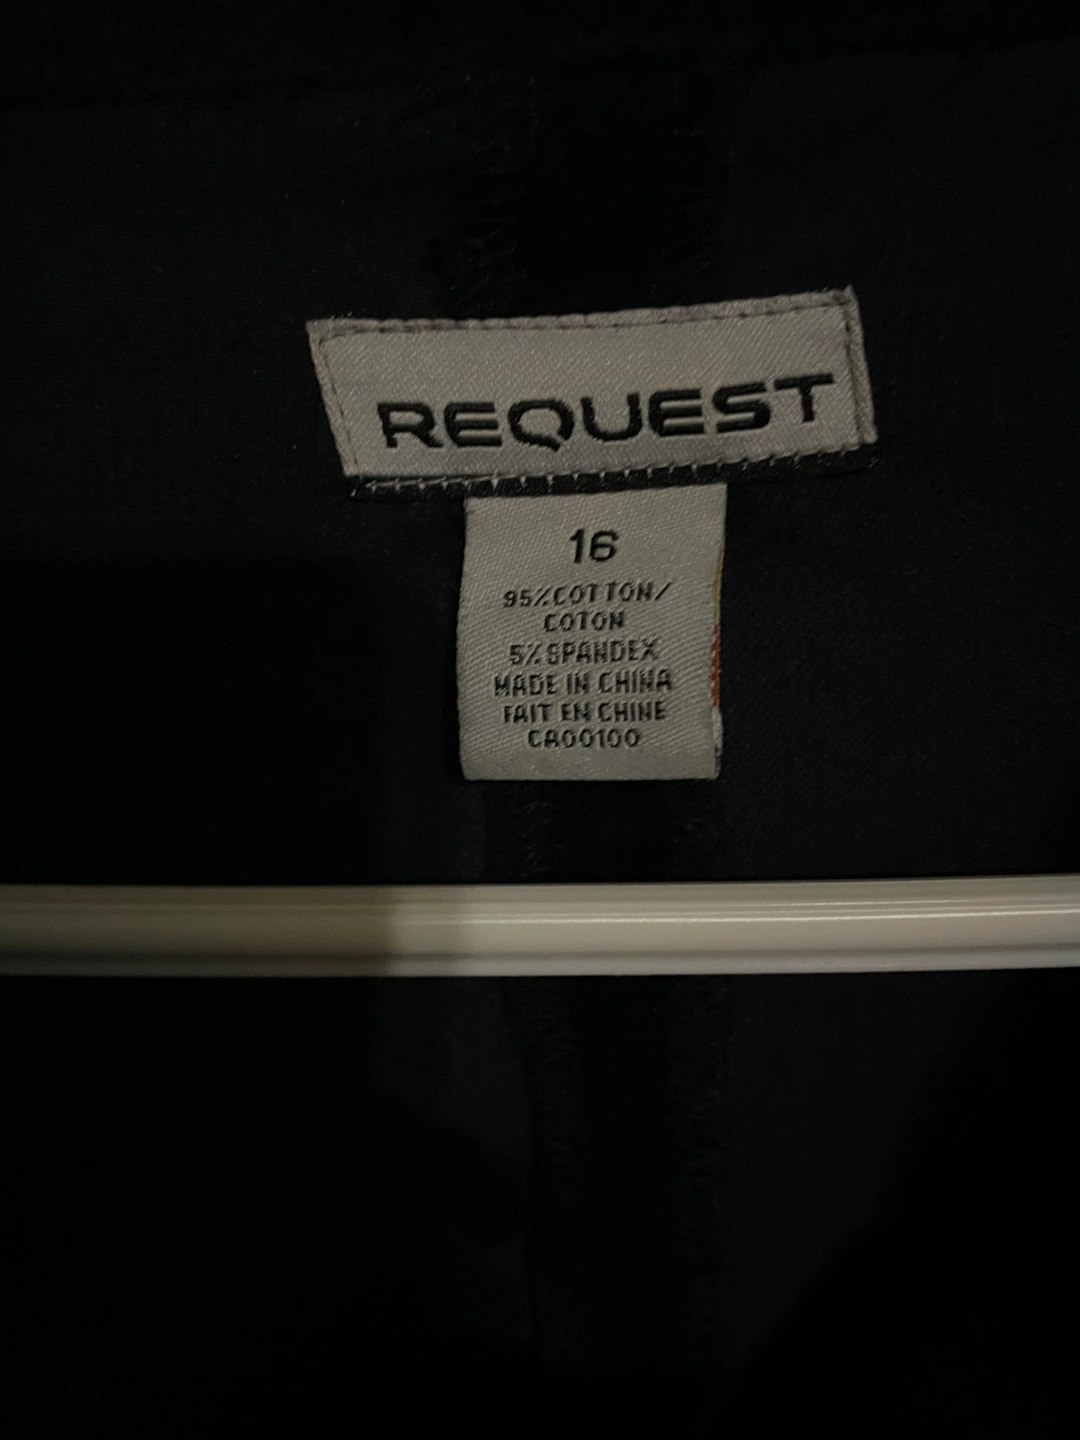 REQUEST
16
95%COTTON/
COTON
5%SPANDEX
MADE IN CHINA
FAIT EN CHINE
CA00100